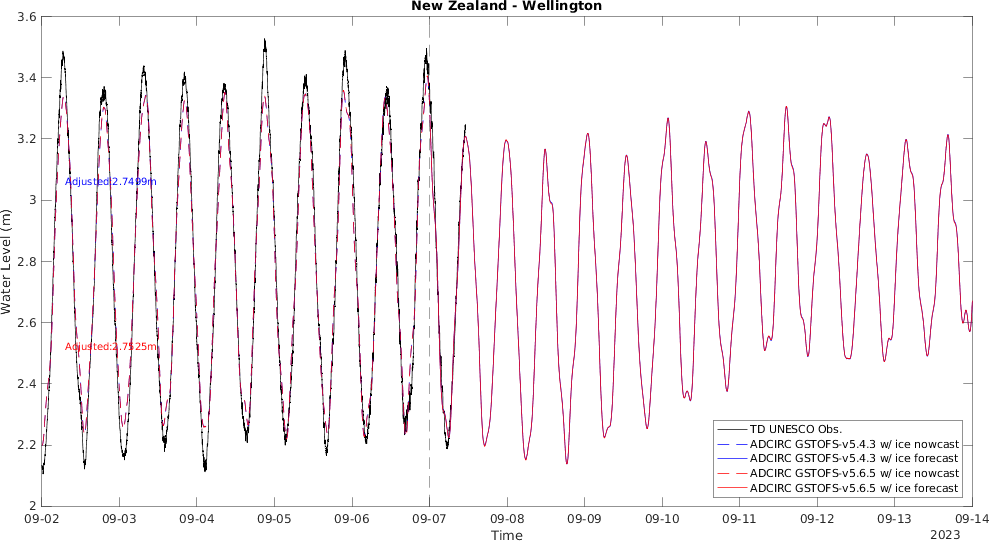 New Zealand - Wellington
3.6
3.4
3.2
3
2.8
2.6
2.4
2.2
2
Water Level (m)
Adjusted:2.7499m
Adjusted:2.7525m
TD UNESCO Obs.
ADCIRC GSTOFS-v5.4.3 w/ ice nowcast
ADCIRC GSTOFS-v5.4.3 w/ ice forecast
ADCIRC GSTOFS-v5.6.5 w/ ice nowcast
ADCIRC GSTOFS-v5.6.5 w/ ice forecast
09-02 09-03 09-04 09-05 09-06 09-07 09-08 09-09 09-10 09-11 09-12 09-13 09-14
Time
2023